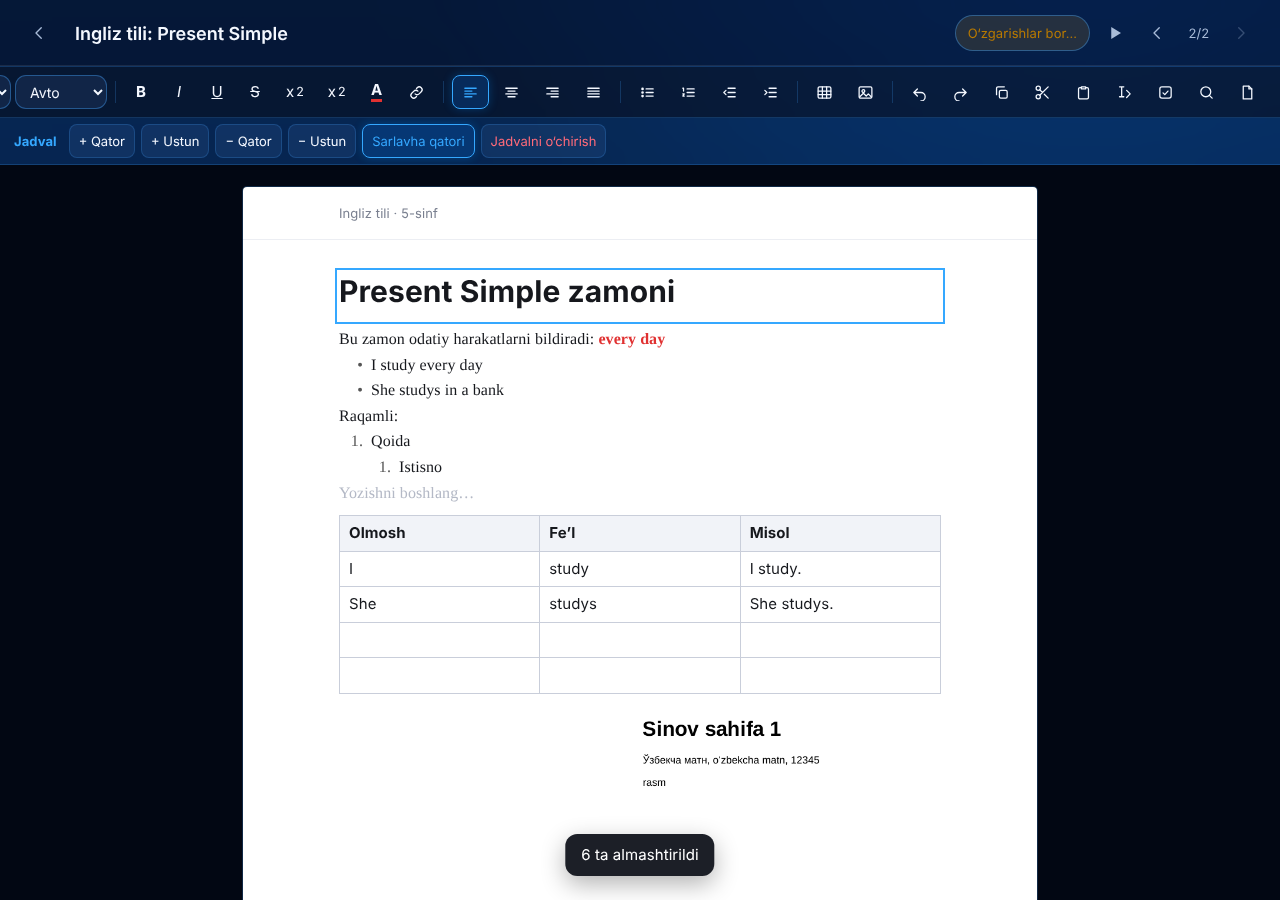 Ingliz tili: Present Simple
O'zgarishlar bor...
2/2
Avto
B I U S x2 x2 A
Jadval + Qator + Ustun − Qator − Ustun Sarlavha qatori Jadvalni o'chirish
Ingliz tili · 5-sinf
Present Simple zamoni
Bu zamon odatiy harakatlarni bildiradi: every day
• I study every day
• She studys in a bank
Raqamli:
1. Qoida
1. Istisno
Yozishni boshlang…
Olmosh Fe’l Misol
I study I study.
She studys She studys.
Sinov sahifa 1
Ўзбекча матн, o‘zbekcha matn, 12345
rasm
6 ta almashtirildi